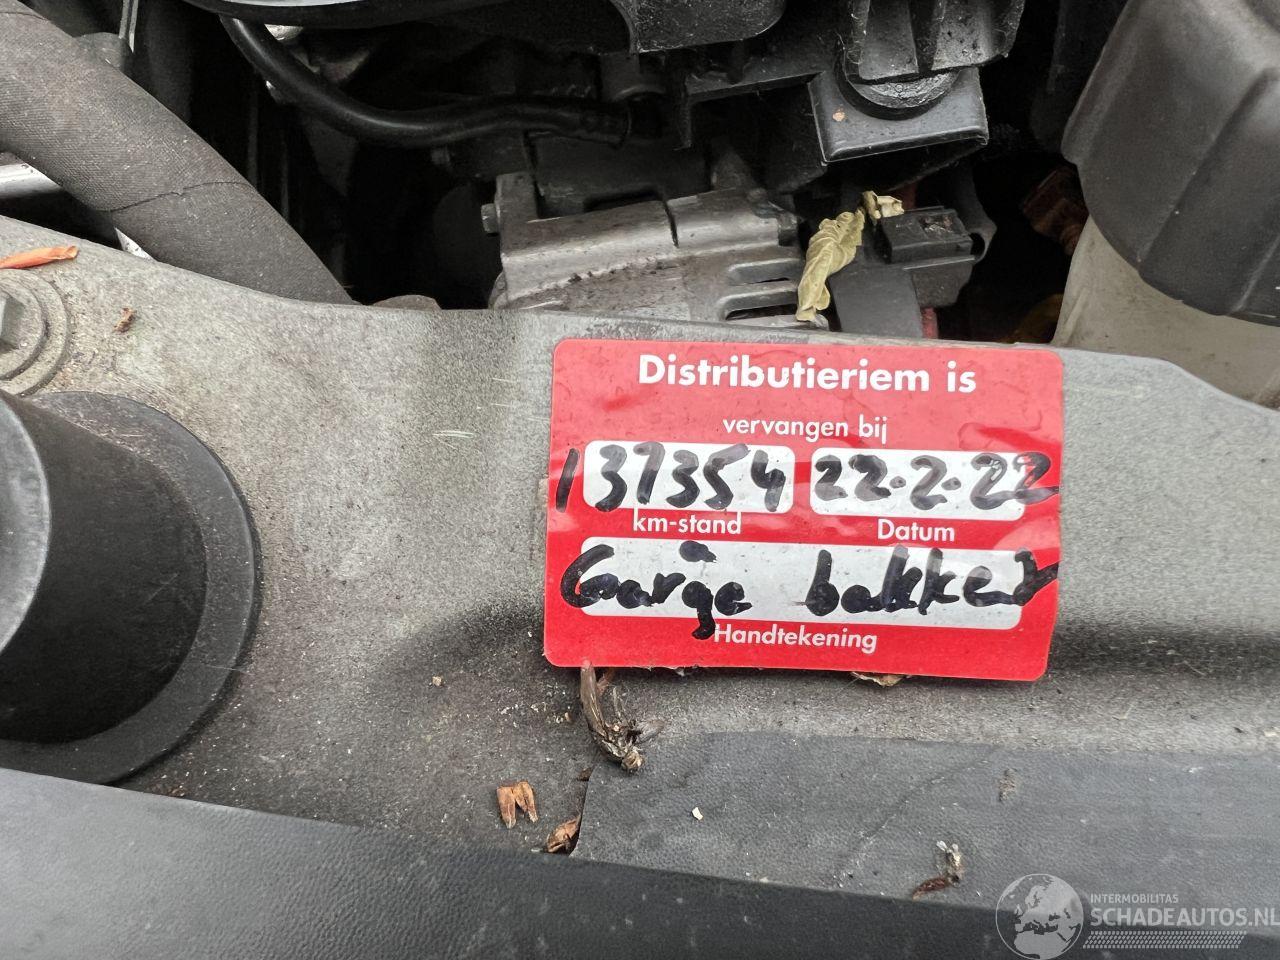 Distributieriem is
vervangen bij
137354 22-2-22
km-stand Datum
Garage bakker
Handtekening
INTERMOBILITAS
SCHADEAUTOS.NL